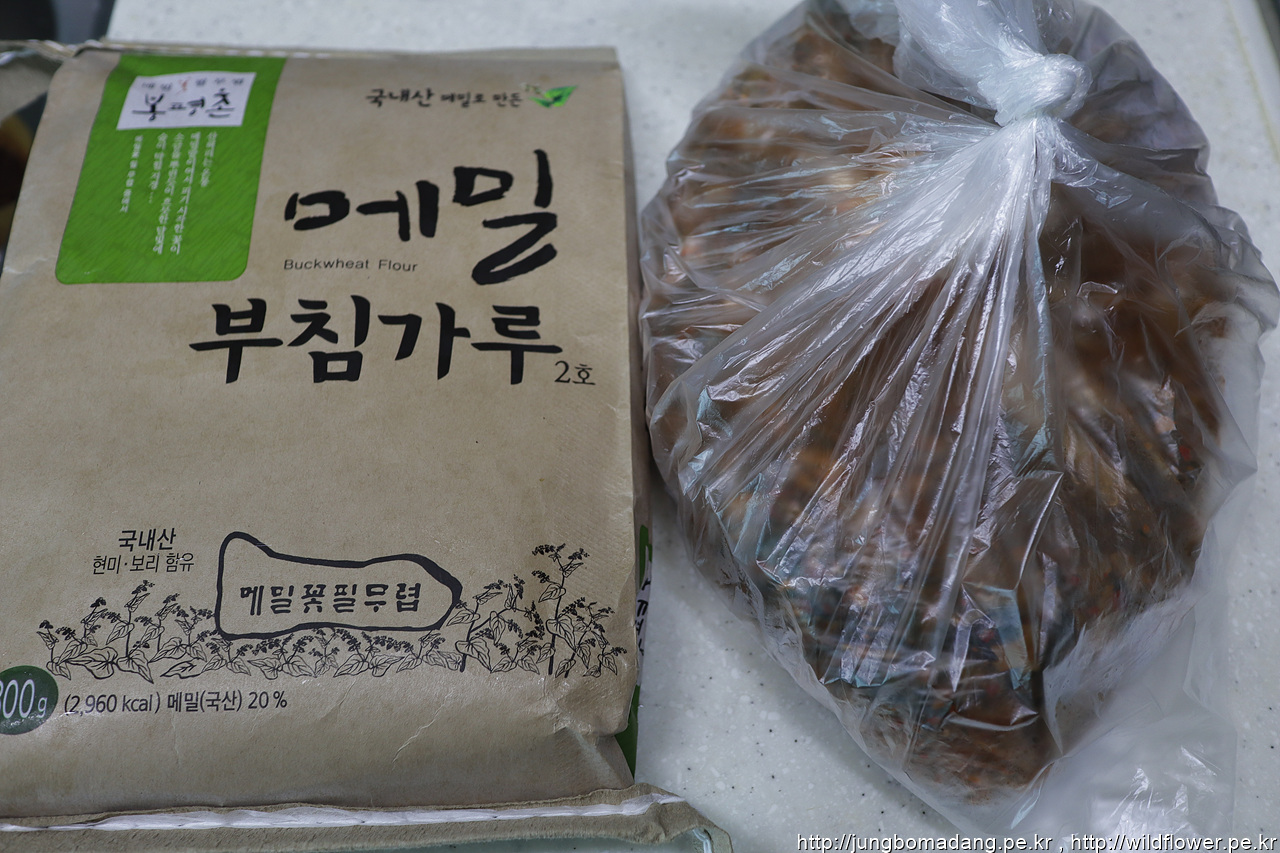 봉평촌
국내산 메밀로 만든
메밀
Buckwheat Flour
부침가루
2호
국내산
현미·보리 함유
메밀꽃필무렵
800g
(2,960 kcal) 메밀(국산) 20 %
http://jungbomadang.pe.kr , http://wildflower.pe.kr